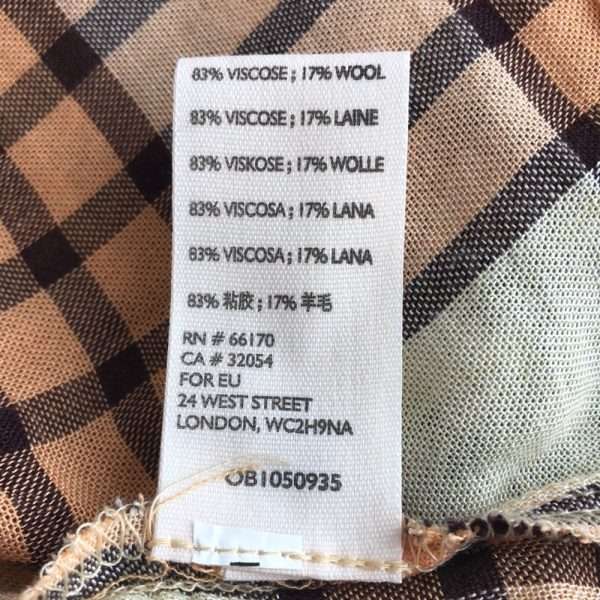 83% VISCOSE ; 17% WOOL
83% VISCOSE ; 17% LAINE
83% VISKOSE ; 17% WOLLE
83% VISCOSA ; 17% LANA
83% VISCOSA ; 17% LANA
83% 粘胶 ; 17% 羊毛
RN # 66170
CA # 32054
FOR EU
24 WEST STREET
LONDON, WC2H9NA
OB1050935